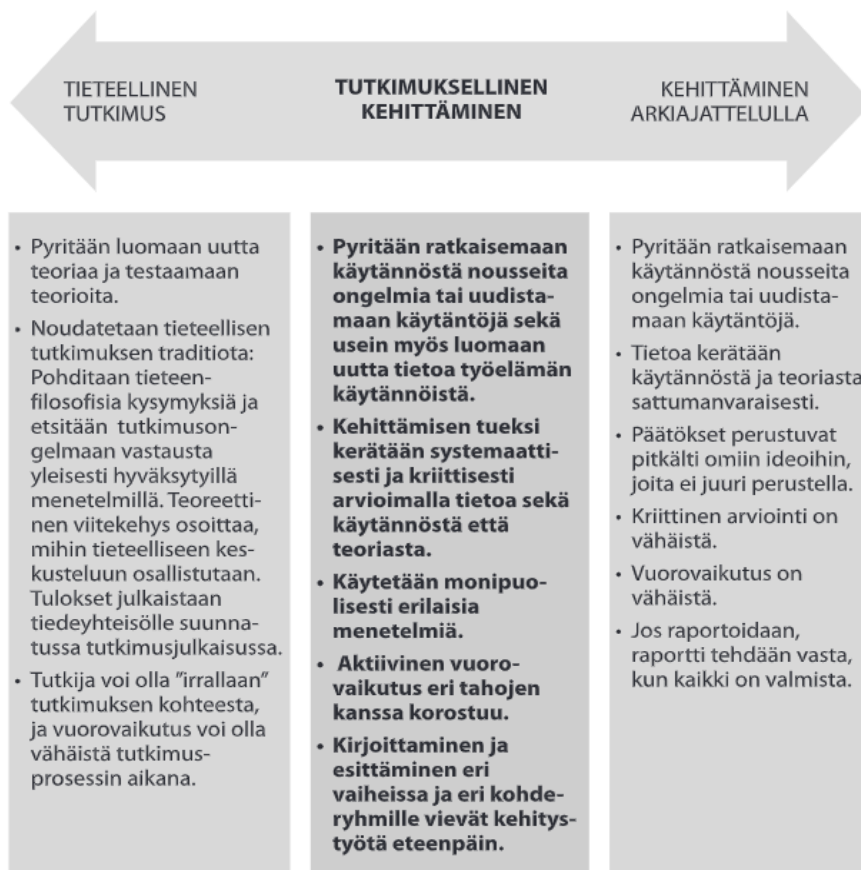 TIETEELLINEN
TUTKIMUS
TUTKIMUKSELLINEN
KEHITTÄMINEN
KEHITTÄMINEN
ARKIAJATTELULLA
• Pyritään luomaan uutta
teoriaa ja testaamaan
teorioita.
• Noudatetaan tieteellisen
tutkimuksen traditiota:
Pohditaan tieteen-
filosofisia kysymyksiä ja
etsitään tutkimuson-
gelmaan vastausta
yleisesti hyväksytyillä
menetelmillä. Teoreetti-
nen viitekehys osoittaa,
mihin tieteelliseen kes-
kusteluun osallistutaan.
Tulokset julkaistaan
tiedeyhteisölle suunna-
tussa tutkimusjulkaisussa.
• Tutkija voi olla ”irrallaan”
tutkimuksen kohteesta,
ja vuorovaikutus voi olla
vähäistä tutkimus-
prosessin aikana.
• Pyritään ratkaisemaan
käytännöstä nousseita
ongelmia tai uudista-
maan käytäntöjä sekä
usein myös luomaan
uutta tietoa työelämän
käytännöistä.
• Kehittämisen tueksi
kerätään systemaatti-
sesti ja kriittisesti
arvioimalla tietoa sekä
käytännöstä että
teoriasta.
• Käytetään monipuo-
lisesti erilaisia
menetelmiä.
• Aktiivinen vuoro-
vaikutus eri tahojen
kanssa korostuu.
• Kirjoittaminen ja
esittäminen eri
vaiheissa ja eri kohde-
ryhmille vievät kehitys-
työtä eteenpäin.
• Pyritään ratkaisemaan
käytännöstä nousseita
ongelmia tai uudista-
maan käytäntöjä.
• Tietoa kerätään
käytännöstä ja teoriasta
sattumanvaraisesti.
• Päätökset perustuvat
pitkälti omiin ideoihin,
joita ei juuri perustella.
• Kriittinen arviointi on
vähäistä.
• Vuorovaikutus on
vähäistä.
• Jos raportoidaan,
raportti tehdään vasta,
kun kaikki on valmista.